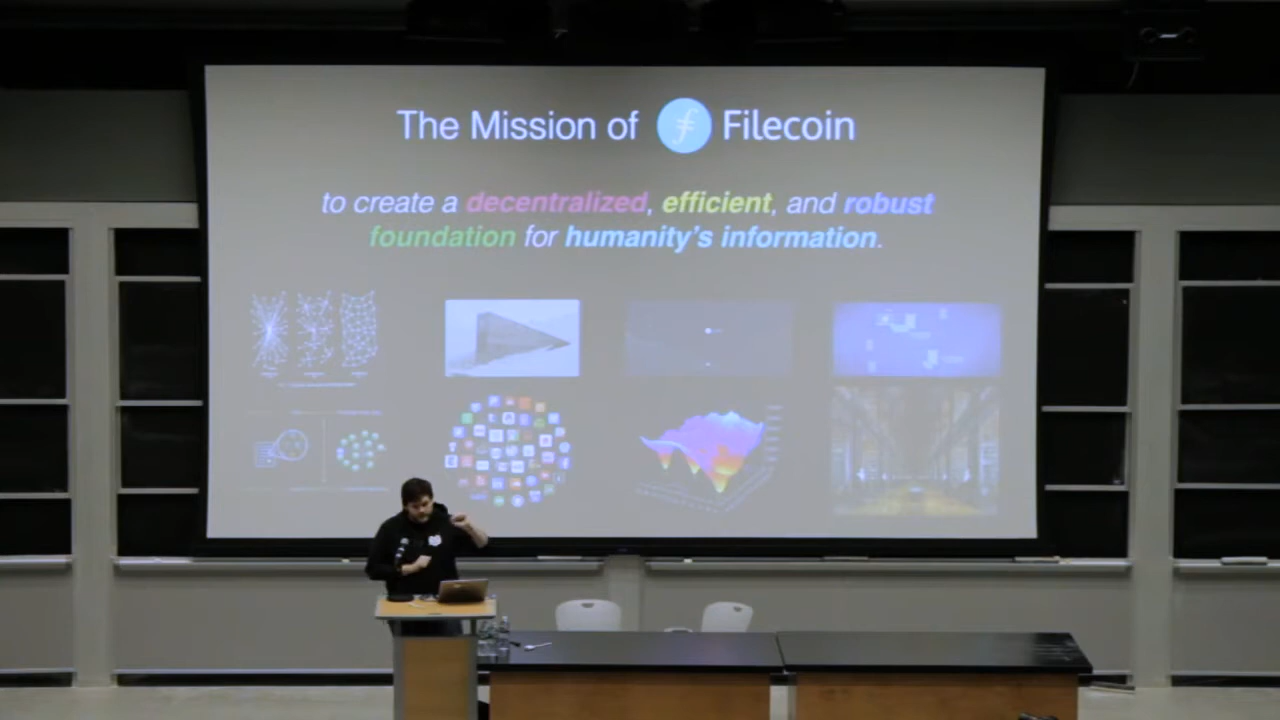 The Mission of Filecoin
to create a decentralized, efficient, and robust
foundation for humanity's information.